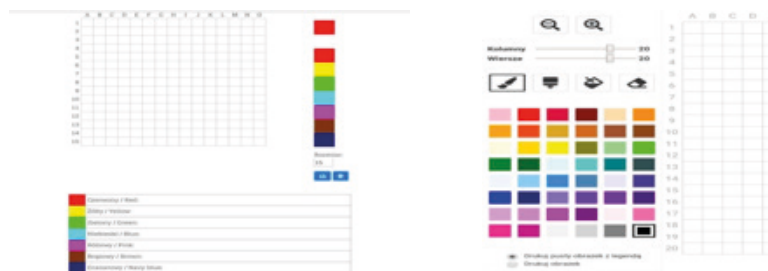 A B C D E F G H I J K L M N O
1
2
3
4
5
6
7
8
9
10
11
12
13
14
15
Rozmiar:
15
Czerwony / Red
Żółty / Yellow
Zielony / Green
Niebieski / Blue
Różowy / Pink
Brązowy / Brown
Granatowy / Navy blue
Kolumny 20
Wiersze 20
Drukuj pusty obrazek z legendą
Drukuj obrazek
A B C D
1
2
3
4
5
6
7
8
9
10
11
12
13
14
15
16
17
18
19
20